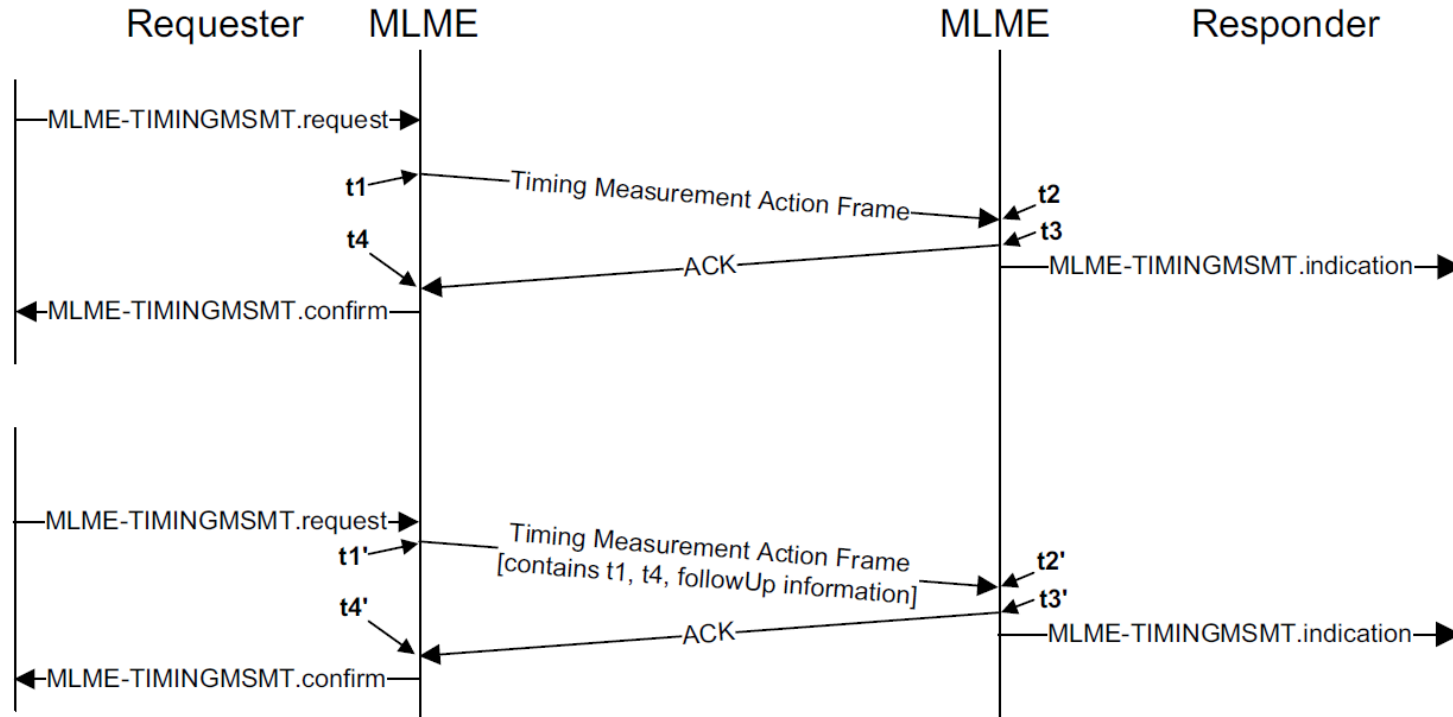 Requester MLME MLME Responder
MLME-TIMINGMSMT.request
t1 Timing Measurement Action Frame t2
t4 ACK t3
MLME-TIMINGMSMT.indication
MLME-TIMINGMSMT.confirm
MLME-TIMINGMSMT.request
t1' Timing Measurement Action Frame
[contains t1, t4, followUp information] t2'
t4' ACK t3'
MLME-TIMINGMSMT.indication
MLME-TIMINGMSMT.confirm